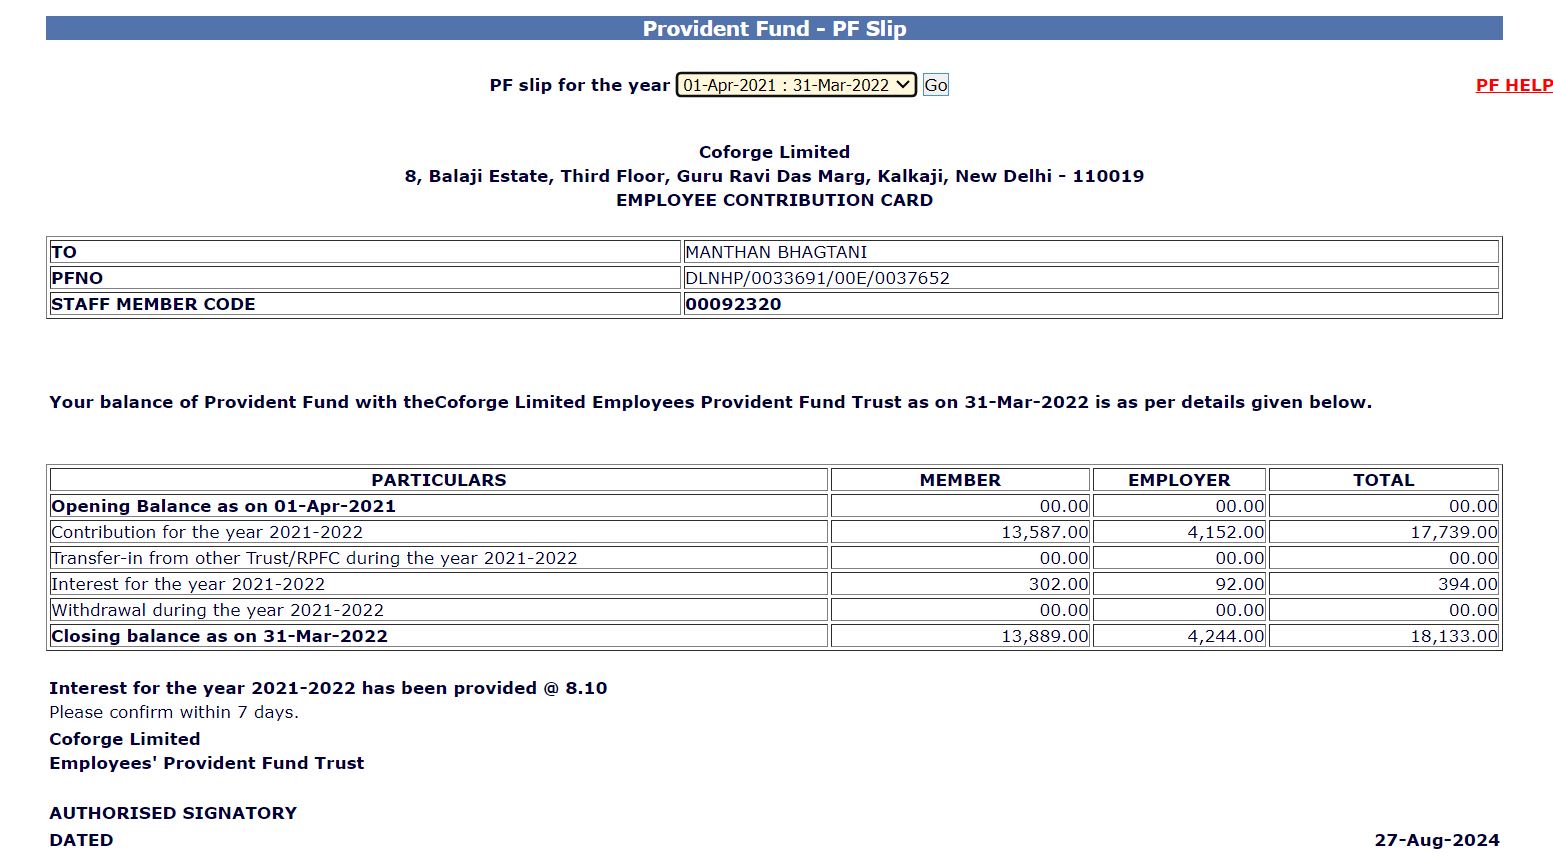 Provident Fund - PF Slip
PF slip for the year 01-Apr-2021 : 31-Mar-2022 Go
PF HELP
Coforge Limited
8, Balaji Estate, Third Floor, Guru Ravi Das Marg, Kalkaji, New Delhi - 110019
EMPLOYEE CONTRIBUTION CARD
TO MANTHAN BHAGTANI
PFNO DLNHP/0033691/00E/0037652
STAFF MEMBER CODE 00092320
Your balance of Provident Fund with theCoforge Limited Employees Provident Fund Trust as on 31-Mar-2022 is as per details given below.
PARTICULARS MEMBER EMPLOYER TOTAL
Opening Balance as on 01-Apr-2021 00.00 00.00 00.00
Contribution for the year 2021-2022 13,587.00 4,152.00 17,739.00
Transfer-in from other Trust/RPFC during the year 2021-2022 00.00 00.00 00.00
Interest for the year 2021-2022 302.00 92.00 394.00
Withdrawal during the year 2021-2022 00.00 00.00 00.00
Closing balance as on 31-Mar-2022 13,889.00 4,244.00 18,133.00
Interest for the year 2021-2022 has been provided @ 8.10
Please confirm within 7 days.
Coforge Limited
Employees' Provident Fund Trust
AUTHORISED SIGNATORY
DATED 27-Aug-2024